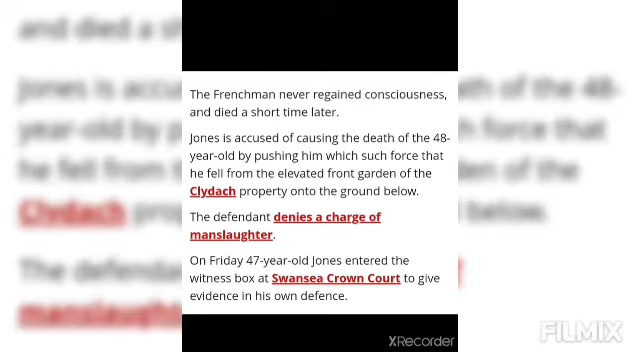 The Frenchman never regained consciousness,
and died a short time later.
Jones is accused of causing the death of the 48-
year-old by pushing him which such force that
he fell from the elevated front garden of the
Clydach property onto the ground below.
The defendant denies a charge of
manslaughter.
On Friday 47-year-old Jones entered the
witness box at Swansea Crown Court to give
evidence in his own defence.
XRecorder
FILMIX